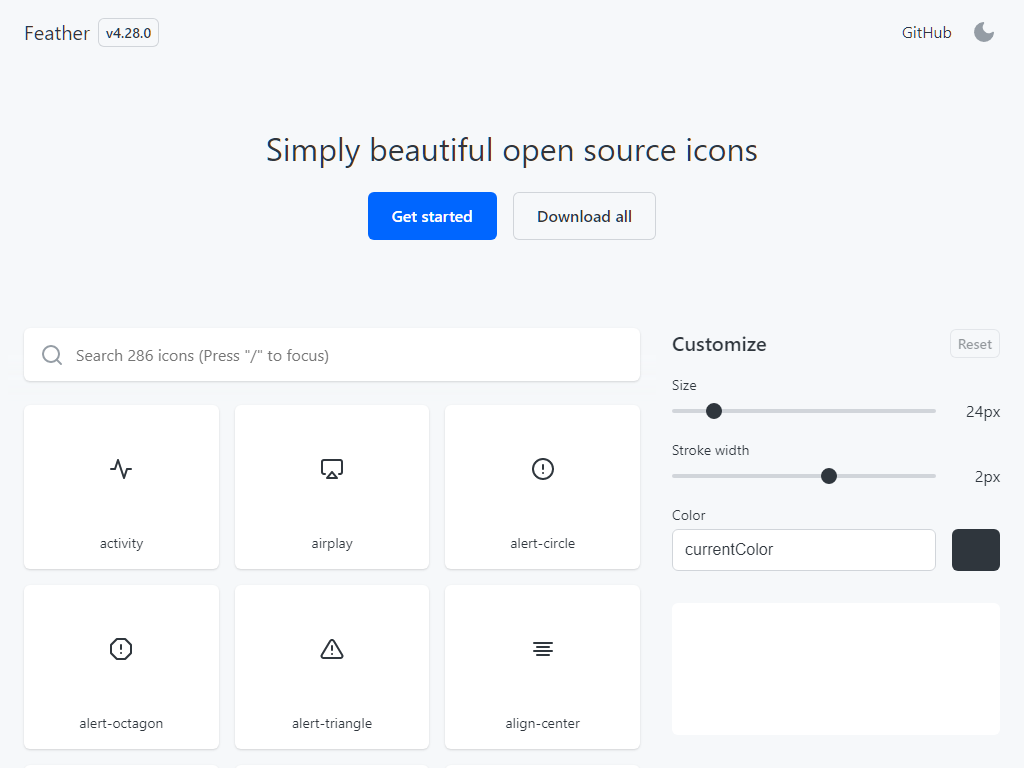 Feather v4.28.0 GitHub
Simply beautiful open source icons
Get started Download all
Search 286 icons (Press "/" to focus)
activity airplay alert-circle
alert-octagon alert-triangle align-center
Customize Reset
Size
24px
Stroke width
2px
Color
currentColor